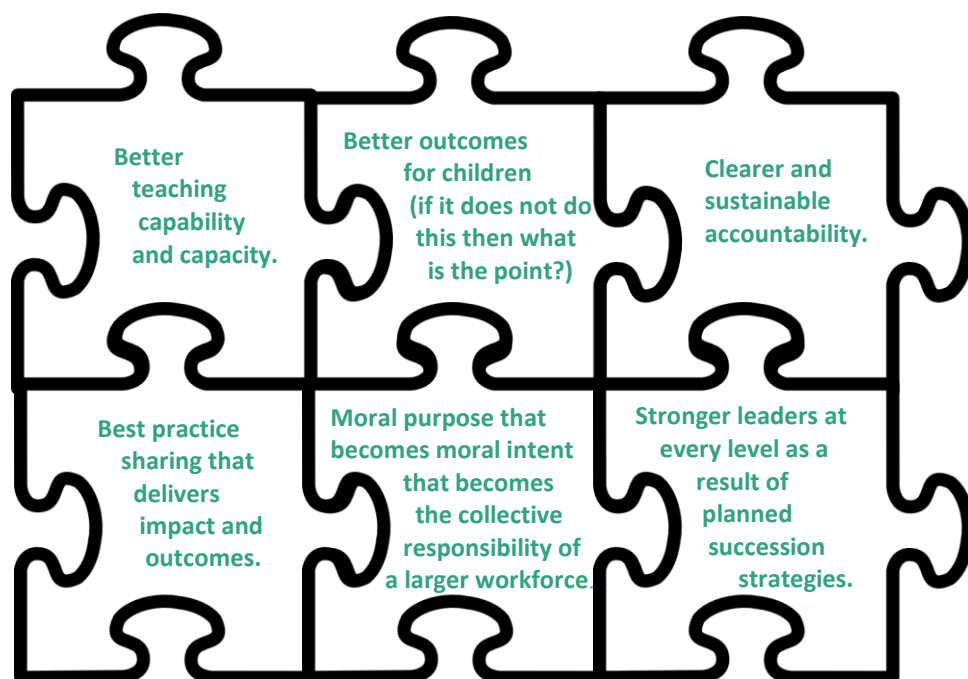 Better
teaching
capability
and capacity.
Better outcomes
for children
(if it does not do
this then what
is the point?)
Clearer and
sustainable
accountability.
Best practice
sharing that
delivers
impact and
outcomes.
Moral purpose that
becomes moral intent
that becomes
the collective
responsibility of
a larger workforce.
Stronger leaders at
every level as a
result of
planned
succession
strategies.